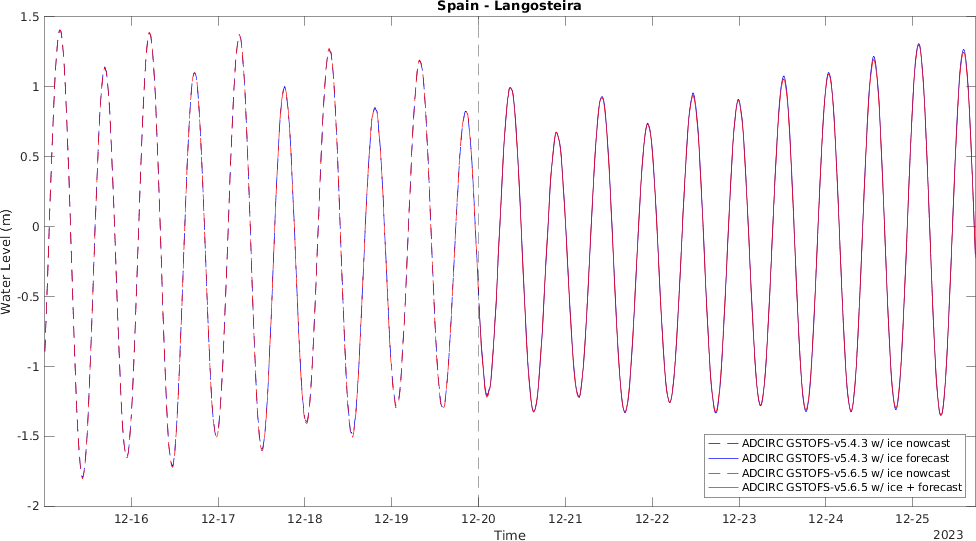 Spain - Langosteira
1.5
1
0.5
0
-0.5
-1
-1.5
-2
Water Level (m)
12-16
12-17
12-18
12-19
12-20
12-21
12-22
12-23
12-24
12-25
Time
2023
ADCIRC GSTOFS-v5.4.3 w/ ice nowcast
ADCIRC GSTOFS-v5.4.3 w/ ice forecast
ADCIRC GSTOFS-v5.6.5 w/ ice nowcast
ADCIRC GSTOFS-v5.6.5 w/ ice + forecast